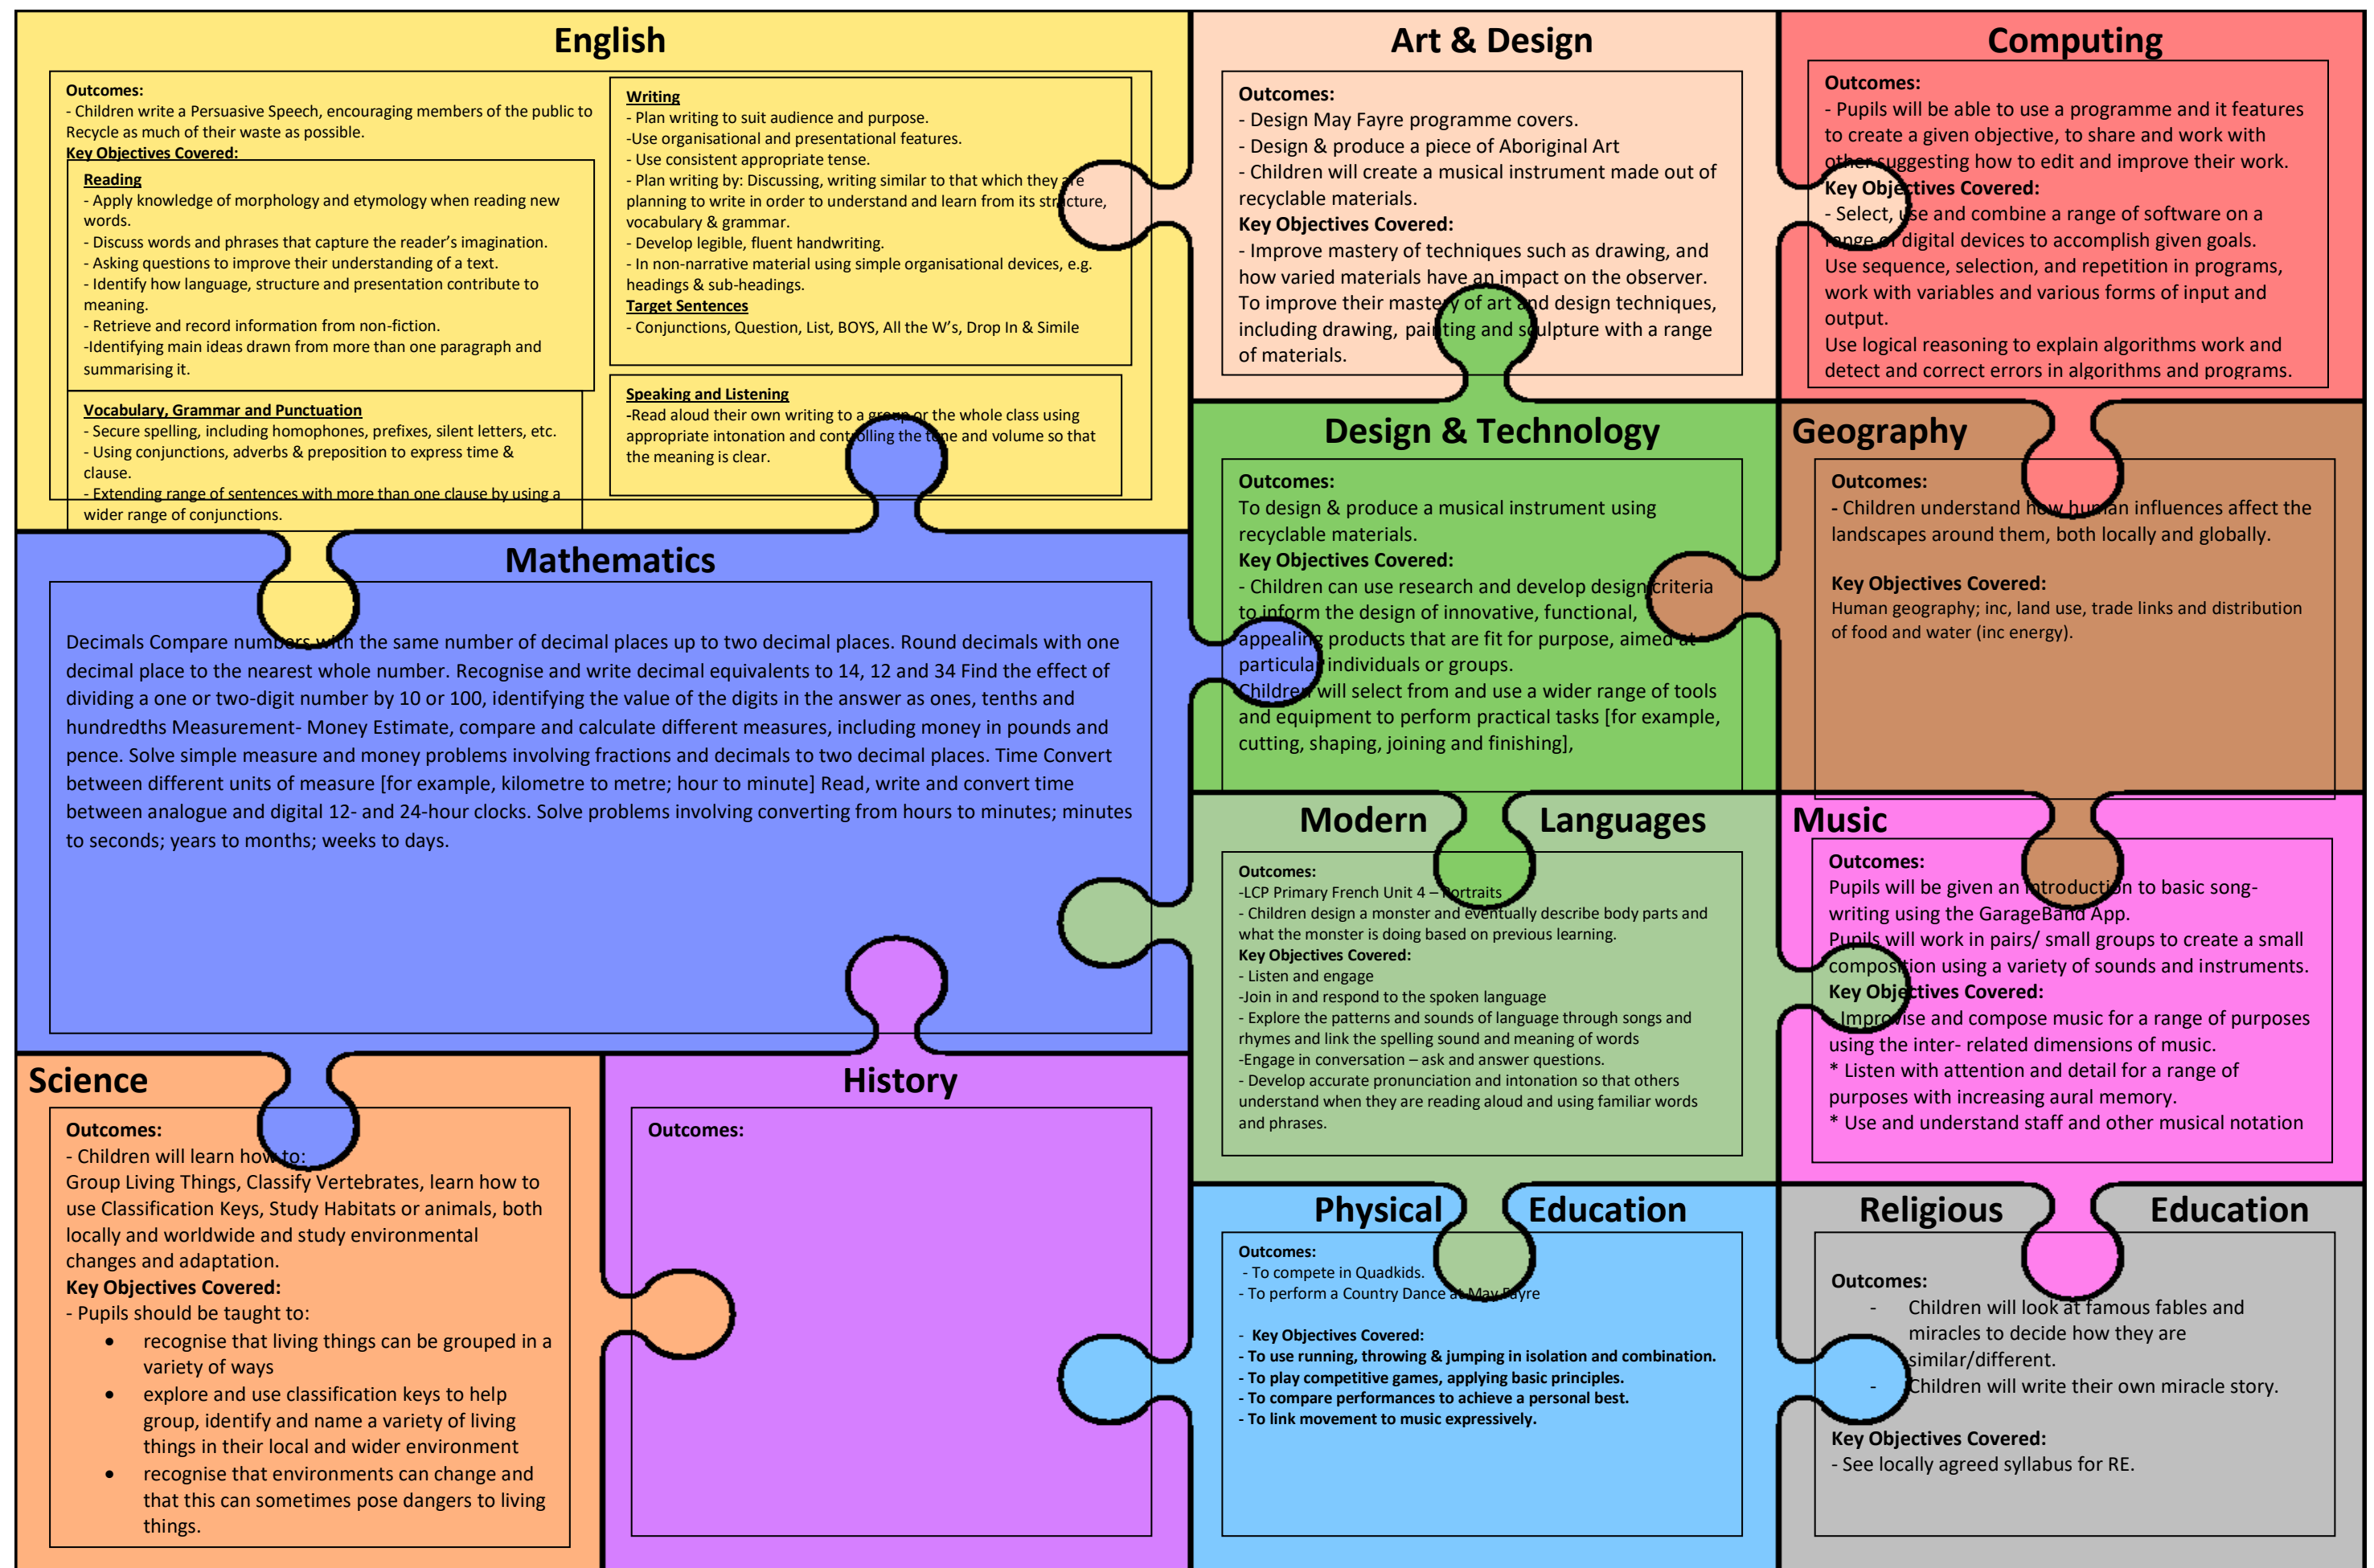 English
Outcomes:
- Children write a Persuasive Speech, encouraging members of the public to
Recycle as much of their waste as possible.
Key Objectives Covered:
Reading
- Apply knowledge of morphology and etymology when reading new
words.
- Discuss words and phrases that capture the reader's imagination.
- Asking questions to improve their understanding of a text.
- Identify how language, structure and presentation contribute to
meaning.
- Retrieve and record information from non-fiction.
-Identifying main ideas drawn from more than one paragraph and
summarising it.
Vocabulary, Grammar and Punctuation
- Secure spelling, including homophones, prefixes, silent letters, etc.
- Using conjunctions, adverbs & preposition to express time &
clause.
- Extending range of sentences with more than one clause by using a
wider range of conjunctions.
Writing
- Plan writing to suit audience and purpose.
-Use organisational and presentational features.
- Use consistent appropriate tense.
- Plan writing by: Discussing, writing similar to that which they are
planning to write in order to understand and learn from its structure,
vocabulary & grammar.
- Develop legible, fluent handwriting.
- In non-narrative material using simple organisational devices, e.g.
headings & sub-headings.
Target Sentences
- Conjunctions, Question, List, BOYS, All the W's, Drop In & Simile
Speaking and Listening
-Read aloud their own writing to a group or the whole class using
appropriate intonation and controlling the tone and volume so that
the meaning is clear.
Art & Design
Outcomes:
- Design May Fayre programme covers.
- Design & produce a piece of Aboriginal Art
- Children will create a musical instrument made out of
recyclable materials.
Key Objectives Covered:
- Improve mastery of techniques such as drawing, and
how varied materials have an impact on the observer.
To improve their mastery of art and design techniques,
including drawing, painting and sculpture with a range
of materials.
Computing
Outcomes:
- Pupils will be able to use a programme and it features
to create a given objective, to share and work with
other suggesting how to edit and improve their work.
Key Objectives Covered:
- Select, use and combine a range of software on a
range of digital devices to accomplish given goals.
Use sequence, selection, and repetition in programs,
work with variables and various forms of input and
output.
Use logical reasoning to explain algorithms work and
detect and correct errors in algorithms and programs.
Mathematics
Decimals Compare numbers with the same number of decimal places up to two decimal places. Round decimals with one
decimal place to the nearest whole number. Recognise and write decimal equivalents to 14, 12 and 34 Find the effect of
dividing a one or two-digit number by 10 or 100, identifying the value of the digits in the answer as ones, tenths and
hundredths Measurement- Money Estimate, compare and calculate different measures, including money in pounds and
pence. Solve simple measure and money problems involving fractions and decimals to two decimal places. Time Convert
between different units of measure [for example, kilometre to metre; hour to minute] Read, write and convert time
between analogue and digital 12- and 24-hour clocks. Solve problems involving converting from hours to minutes; minutes
to seconds; years to months; weeks to days.
Design & Technology
Outcomes:
To design & produce a musical instrument using
recyclable materials.
Key Objectives Covered:
- Children can use research and develop design criteria
to inform the design of innovative, functional,
appealing products that are fit for purpose, aimed at
particular individuals or groups.
Children will select from and use a wider range of tools
and equipment to perform practical tasks [for example,
cutting, shaping, joining and finishing],
Geography
Outcomes:
- Children understand how human influences affect the
landscapes around them, both locally and globally.
Key Objectives Covered:
Human geography; inc, land use, trade links and distribution
of food and water (inc energy).
Modern Languages
Outcomes:
-LCP Primary French Unit 4 – Portraits
- Children design a monster and eventually describe body parts and
what the monster is doing based on previous learning.
Key Objectives Covered:
- Listen and engage
-Join in and respond to the spoken language
- Explore the patterns and sounds of language through songs and
rhymes and link the spelling sound and meaning of words
-Engage in conversation – ask and answer questions.
- Develop accurate pronunciation and intonation so that others
understand when they are reading aloud and using familiar words
and phrases.
Music
Outcomes:
Pupils will be given an introduction to basic song-
writing using the GarageBand App.
Pupils will work in pairs/ small groups to create a small
composition using a variety of sounds and instruments.
Key Objectives Covered:
- Improvise and compose music for a range of purposes
using the inter- related dimensions of music.
* Listen with attention and detail for a range of
purposes with increasing aural memory.
* Use and understand staff and other musical notation
Science
Outcomes:
- Children will learn how to:
Group Living Things, Classify Vertebrates, learn how to
use Classification Keys, Study Habitats or animals, both
locally and worldwide and study environmental
changes and adaptation.
Key Objectives Covered:
- Pupils should be taught to:
• recognise that living things can be grouped in a
variety of ways
• explore and use classification keys to help
group, identify and name a variety of living
things in their local and wider environment
• recognise that environments can change and
that this can sometimes pose dangers to living
things.
History
Outcomes:
Physical Education
Outcomes:
- To compete in Quadkids.
- To perform a Country Dance at May Fayre
- Key Objectives Covered:
- To use running, throwing & jumping in isolation and combination.
- To play competitive games, applying basic principles.
- To compare performances to achieve a personal best.
- To link movement to music expressively.
Religious Education
Outcomes:
- Children will look at famous fables and
miracles to decide how they are
similar/different.
- Children will write their own miracle story.
Key Objectives Covered:
- See locally agreed syllabus for RE.